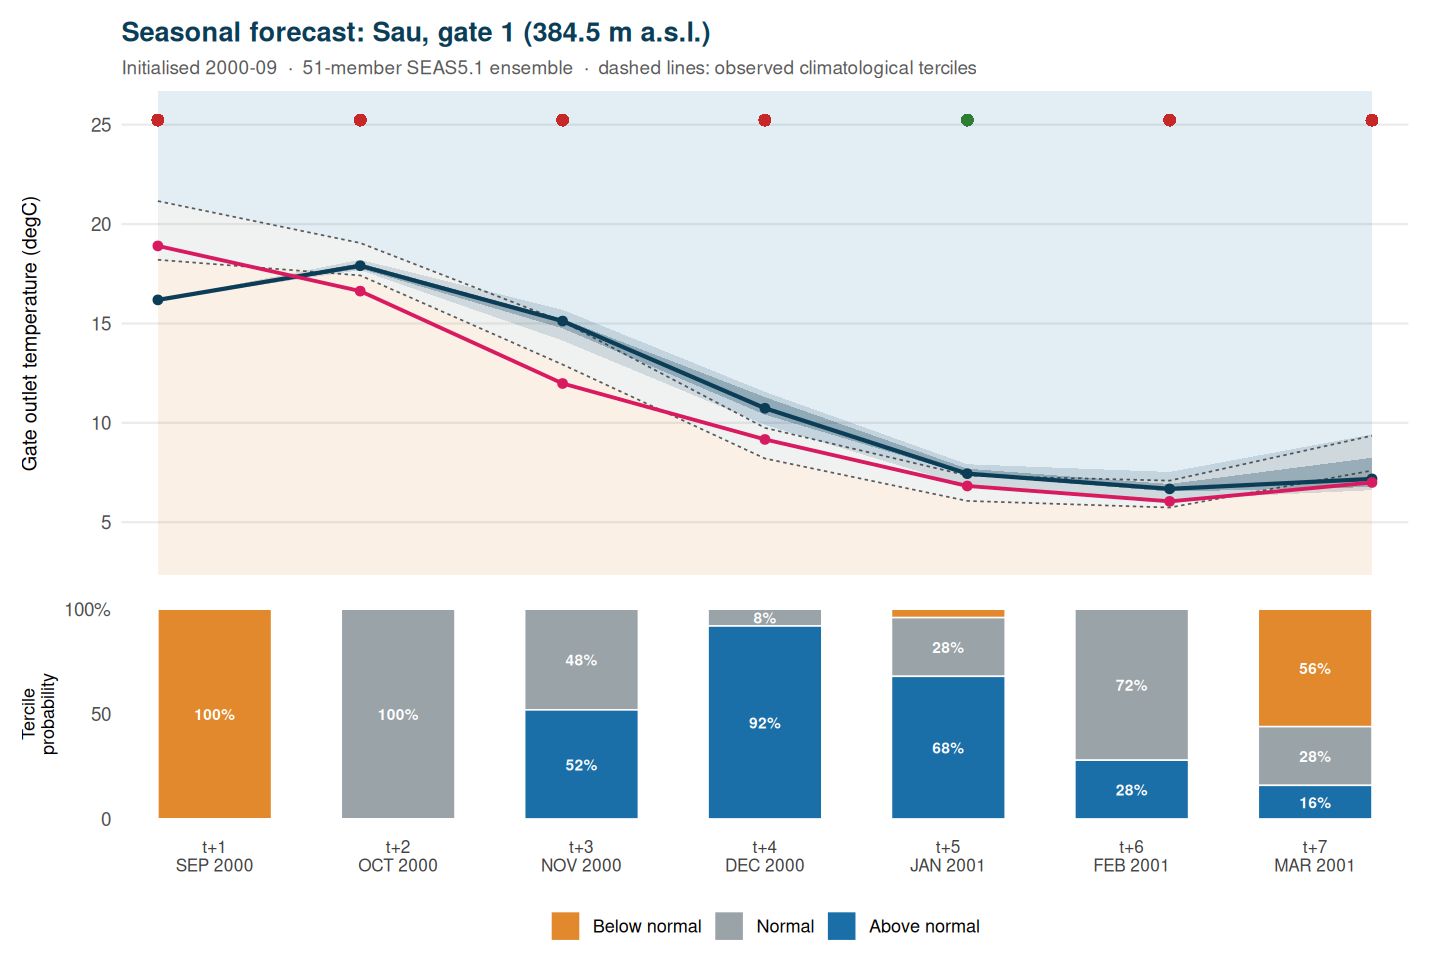 Seasonal forecast: Sau, gate 1 (384.5 m a.s.l.)
Initialised 2000-09 · 51-member SEAS5.1 ensemble · dashed lines: observed climatological terciles
Gate outlet temperature (degC)
25
20
15
10
5
Tercile
probability
100%
50
0
100%
100%
48%
52%
8%
92%
28%
68%
72%
28%
56%
28%
16%
t+1
SEP 2000
t+2
OCT 2000
t+3
NOV 2000
t+4
DEC 2000
t+5
JAN 2001
t+6
FEB 2001
t+7
MAR 2001
Below normal
Normal
Above normal